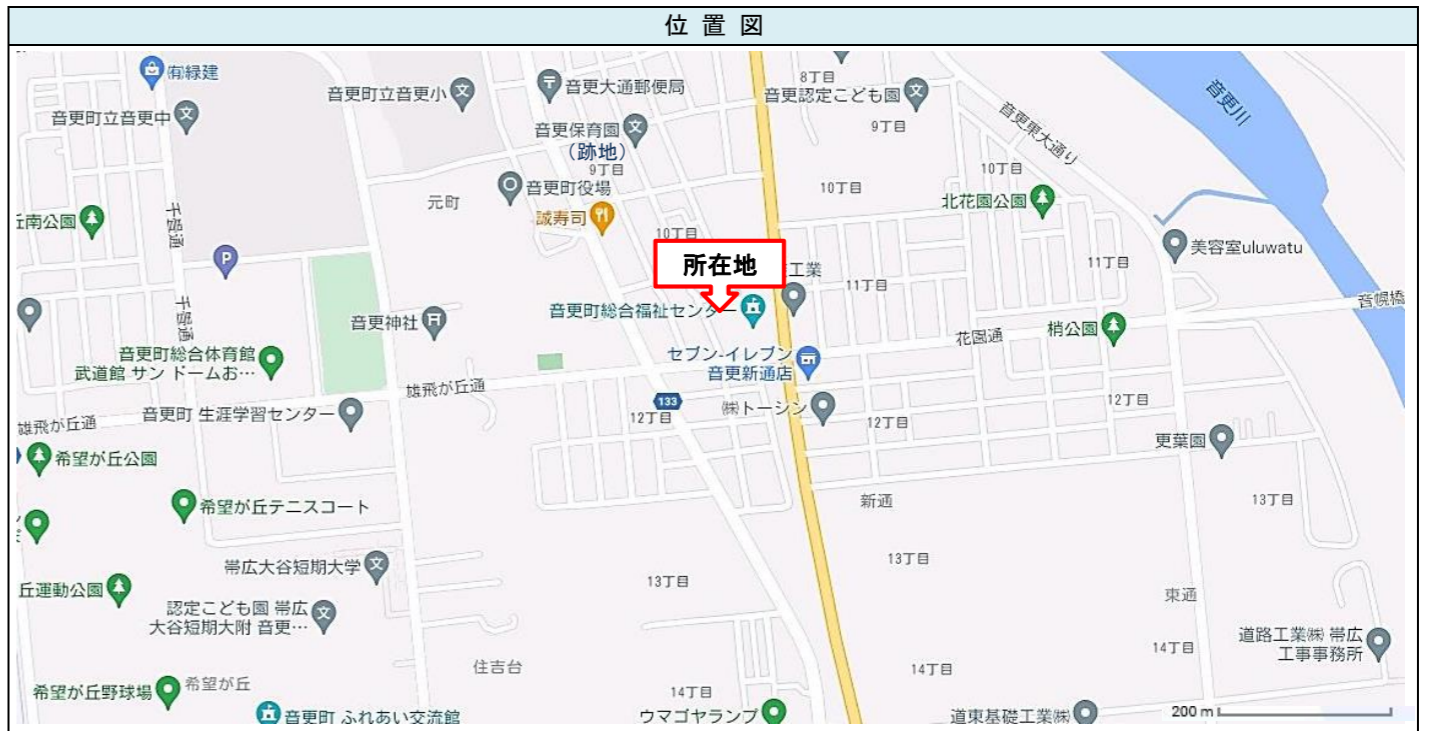 位 置 図
㈲緑建
音更町立音更小
音更大通郵便局
8丁目
音更認定こども園
音更川
音更町立音更中
音更保育園
(跡地)
9丁目
9丁目
音更東大通り
音更町役場
10丁目
10丁目
元町
北花園公園
丘南公園
千畳通
誠寿司
10丁目
P
所在地
工業
美容室uluwatu
11丁目
11丁目
千畳通
音更神社
音更町総合福祉センター
音幌橋
花園通
梢公園
音更町総合体育館
武道館 サンドームお…
セブン-イレブン
音更新通店
雄飛が丘通
133
㈱トーシン
12丁目
音更町 生涯学習センター
12丁目
12丁目
雄飛が丘通
更葉園
希望が丘公園
希望が丘テニスコート
新通
13丁目
帯広大谷短期大学
13丁目
13丁目
丘運動公園
認定こども園 帯広
大谷短期大附 音更…
東通
道路工業㈱ 帯広
工事事務所
14丁目
住吉台
14丁目
希望が丘野球場
希望が丘
14丁目
音更町 ふれあい交流館
ウマゴヤランプ
道東基礎工業㈱
200 m